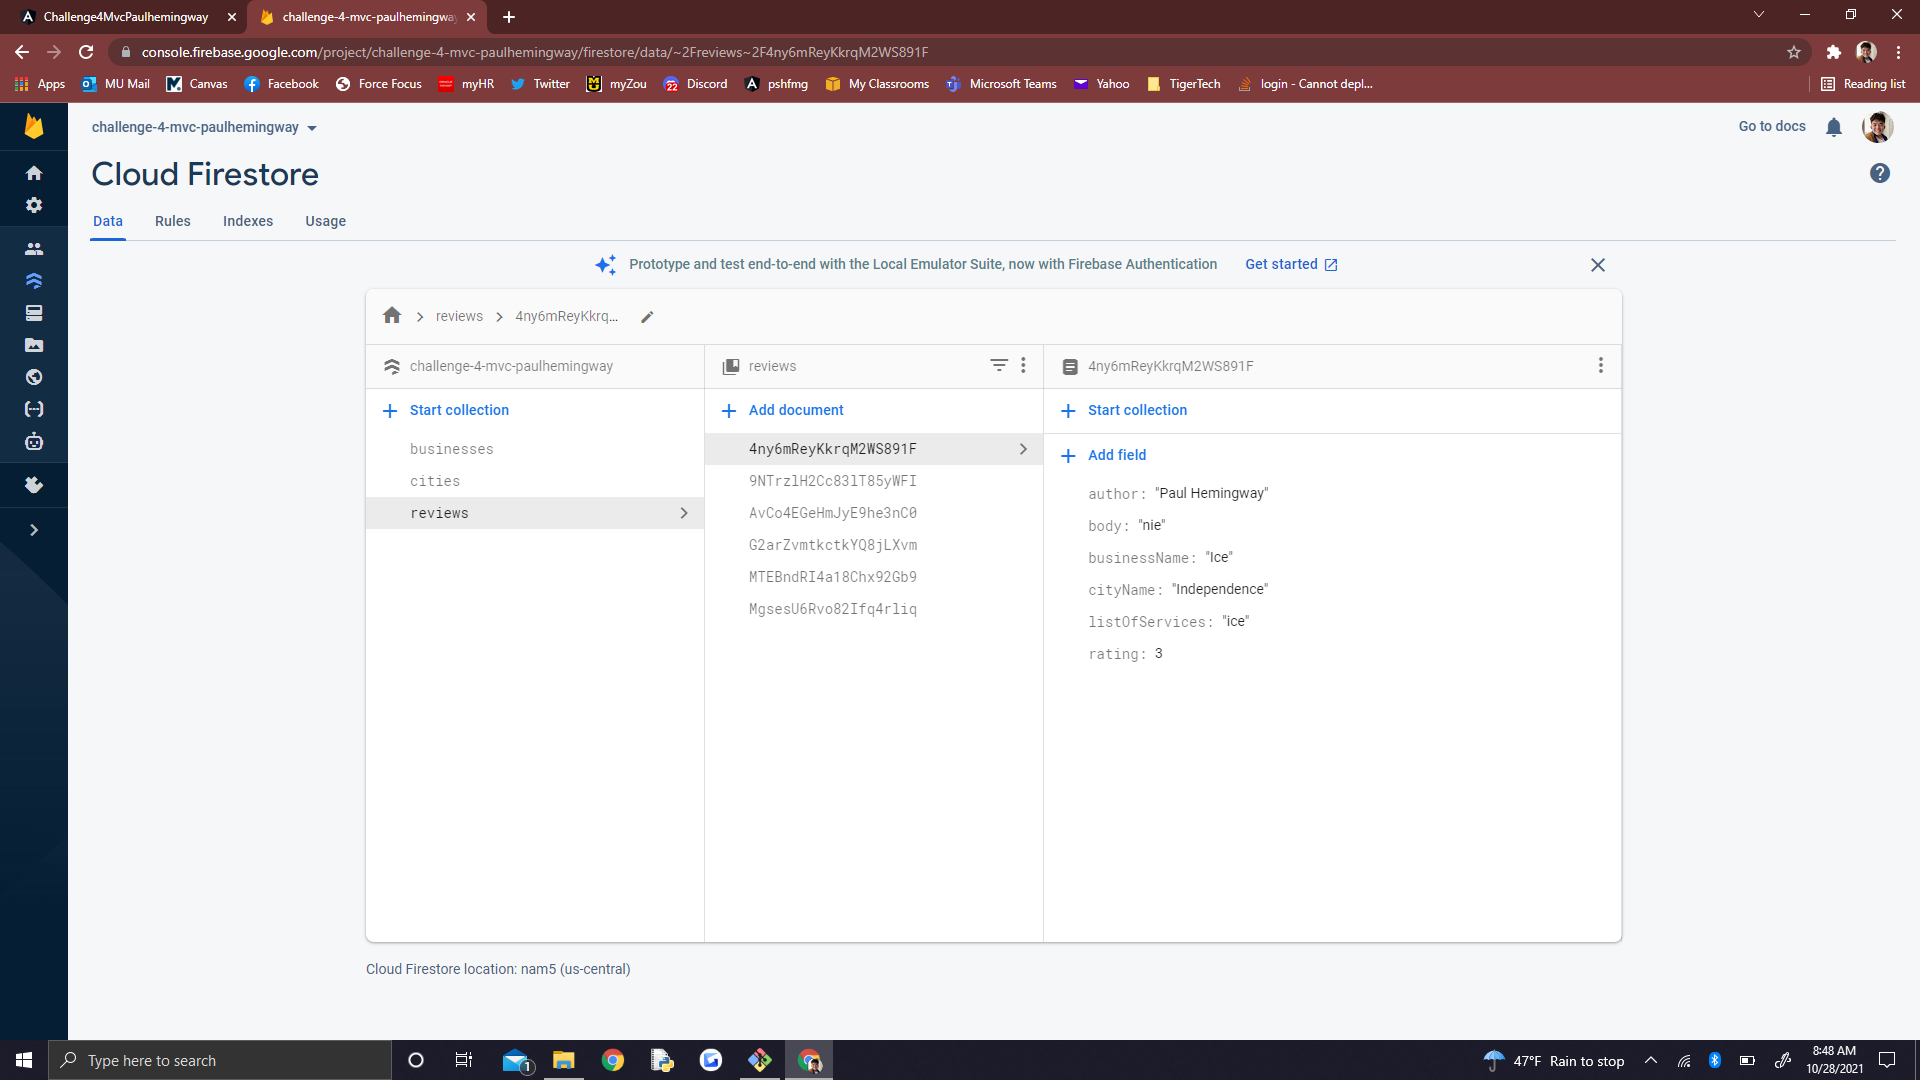 Challenge4MvcPaulhemingway
challenge-4-mvc-paulhemingway
console.firebase.google.com/project/challenge-4-mvc-paulhemingway/firestore/data/~2Freviews~2F4ny6mReyKkrqM2WS891F
Apps MU Mail Canvas Facebook Force Focus myHR Twitter myZou Discord pshfmg My Classrooms Microsoft Teams Yahoo TigerTech login - Cannot depl... Reading list
challenge-4-mvc-paulhemingway Go to docs
Cloud Firestore
Data Rules Indexes Usage
Prototype and test end-to-end with the Local Emulator Suite, now with Firebase Authentication Get started
reviews 4ny6mReyKkrq...
challenge-4-mvc-paulhemingway
Start collection
businesses
cities
reviews
reviews
Add document
4ny6mReyKkrqM2WS891F
9NTrzlH2Cc83lT85yWFI
AvCo4EGeHmJyE9he3nC0
G2arZvmtkctkYQ8jLXvm
MTEBndRI4a18Chx92Gb9
MgsesU6Rvo82Ifq4rliq
4ny6mReyKkrqM2WS891F
Start collection
Add field
author: "Paul Hemingway"
body: "nie"
businessName: "Ice"
cityName: "Independence"
listOfServices: "ice"
rating: 3
Cloud Firestore location: nam5 (us-central)
Type here to search
1
47°F Rain to stop
8:48 AM
10/28/2021